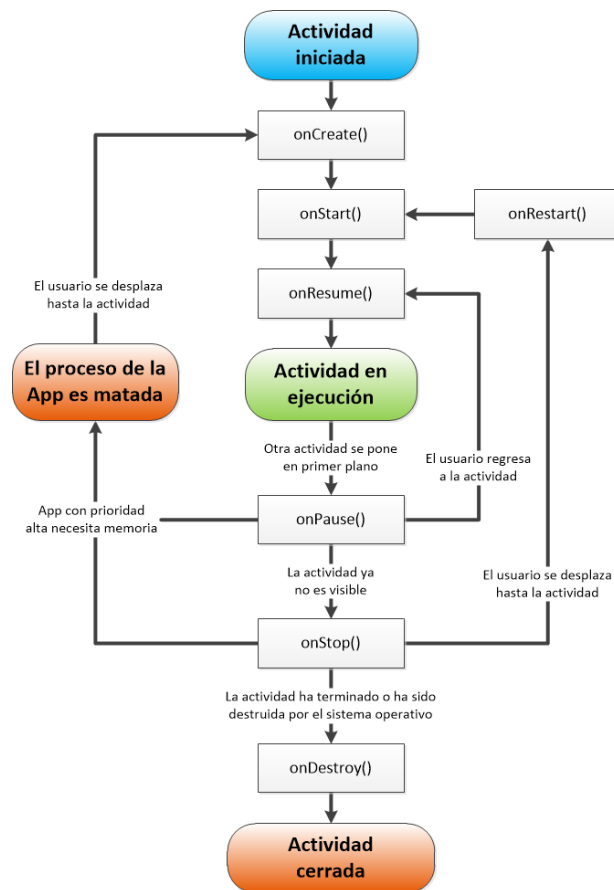 Actividad
iniciada
onCreate()
onStart()
onRestart()
El usuario se desplaza
hasta la actividad
onResume()
El proceso de la
App es matada
Actividad en
ejecución
Otra actividad se pone
en primer plano
El usuario regresa
a la actividad
App con prioridad
alta necesita memoria
onPause()
La actividad ya
no es visible
El usuario se desplaza
hasta la actividad
onStop()
La actividad ha terminado o ha sido
destruida por el sistema operativo
onDestroy()
Actividad
cerrada